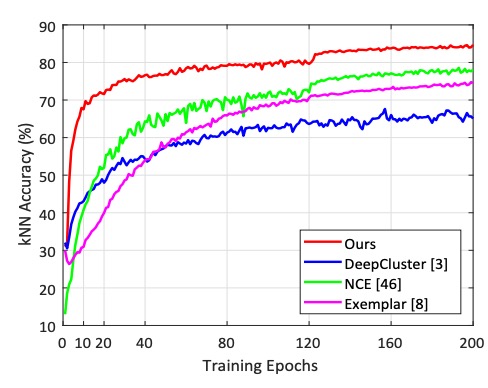 90
80
70
60
50
40
30
20
10
kNN Accuracy (%)
Ours
DeepCluster [3]
NCE [46]
Exemplar [8]
0 10 20 40 80 120 160 200
Training Epochs